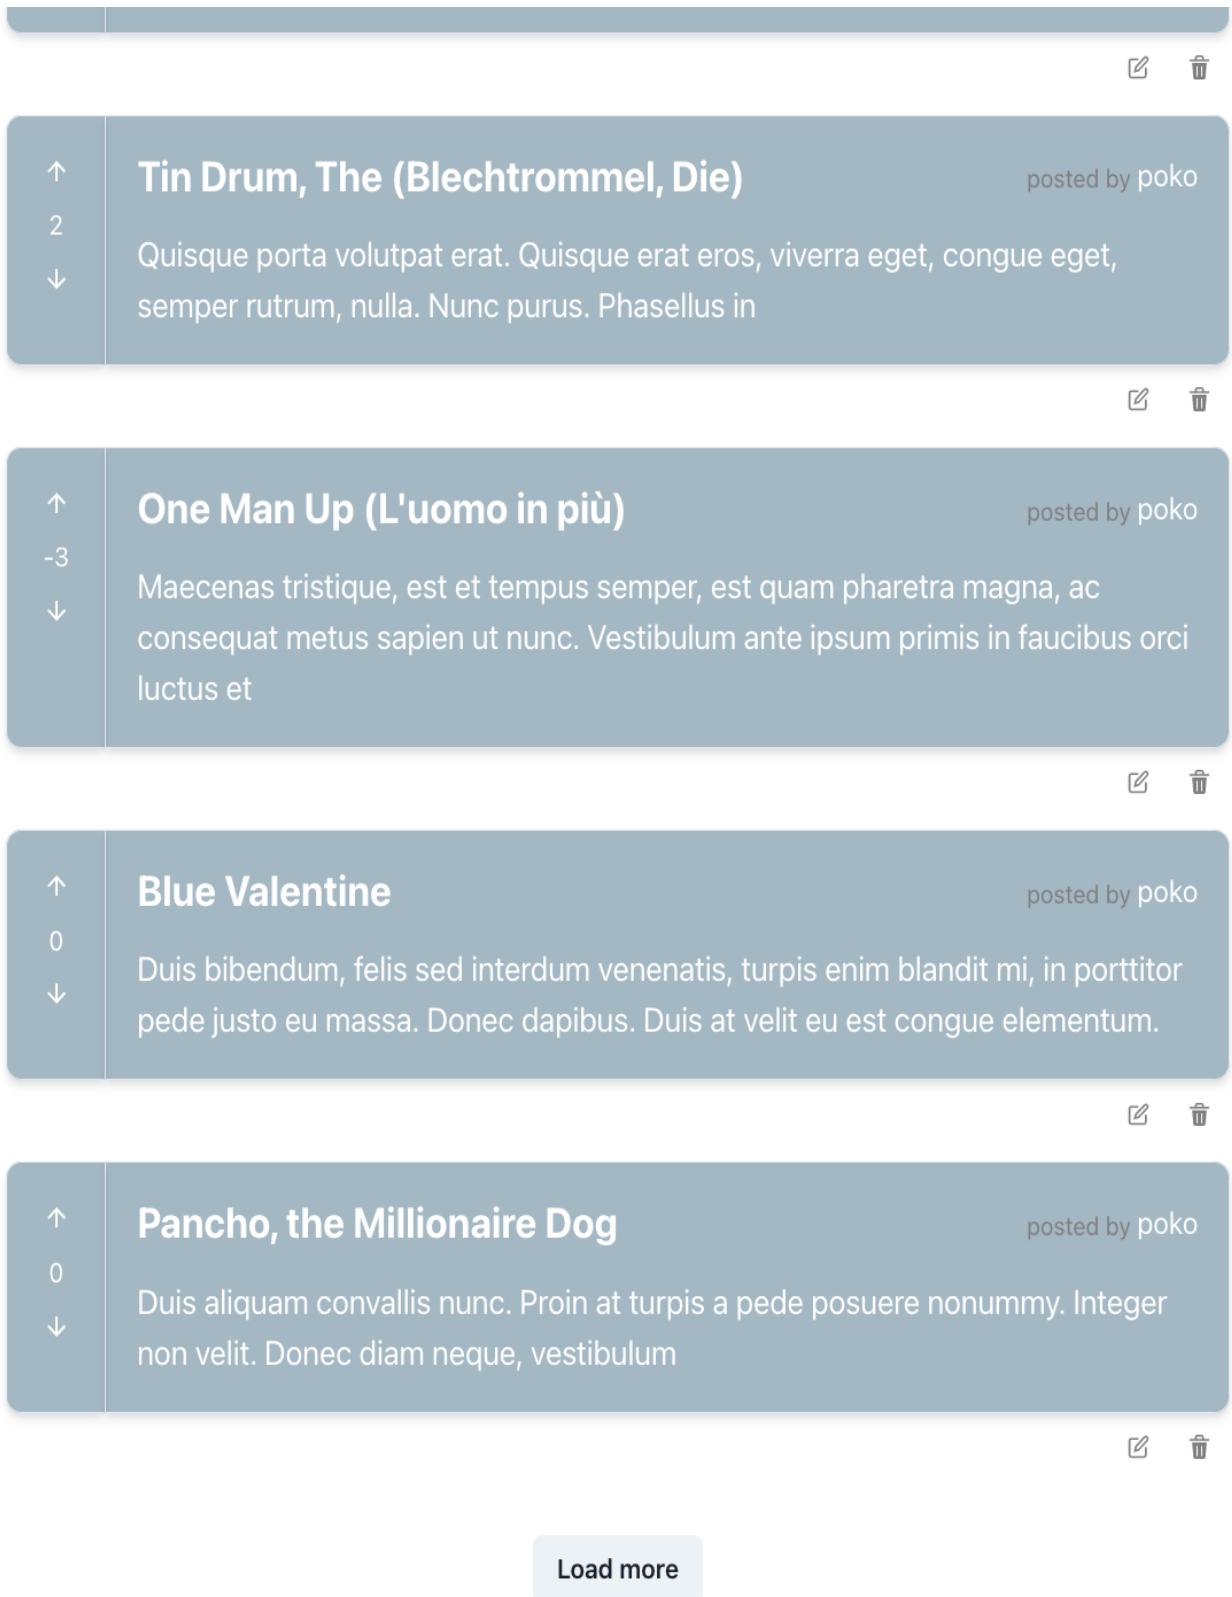 Tin Drum, The (Blechtrommel, Die)
posted by poko
2
Quisque porta volutpat erat. Quisque erat eros, viverra eget, congue eget,
semper rutrum, nulla. Nunc purus. Phasellus in
One Man Up (L'uomo in più)
posted by poko
-3
Maecenas tristique, est et tempus semper, est quam pharetra magna, ac
consequat metus sapien ut nunc. Vestibulum ante ipsum primis in faucibus orci
luctus et
Blue Valentine
posted by poko
0
Duis bibendum, felis sed interdum venenatis, turpis enim blandit mi, in porttitor
pede justo eu massa. Donec dapibus. Duis at velit eu est congue elementum.
Pancho, the Millionaire Dog
posted by poko
0
Duis aliquam convallis nunc. Proin at turpis a pede posuere nonummy. Integer
non velit. Donec diam neque, vestibulum
Load more